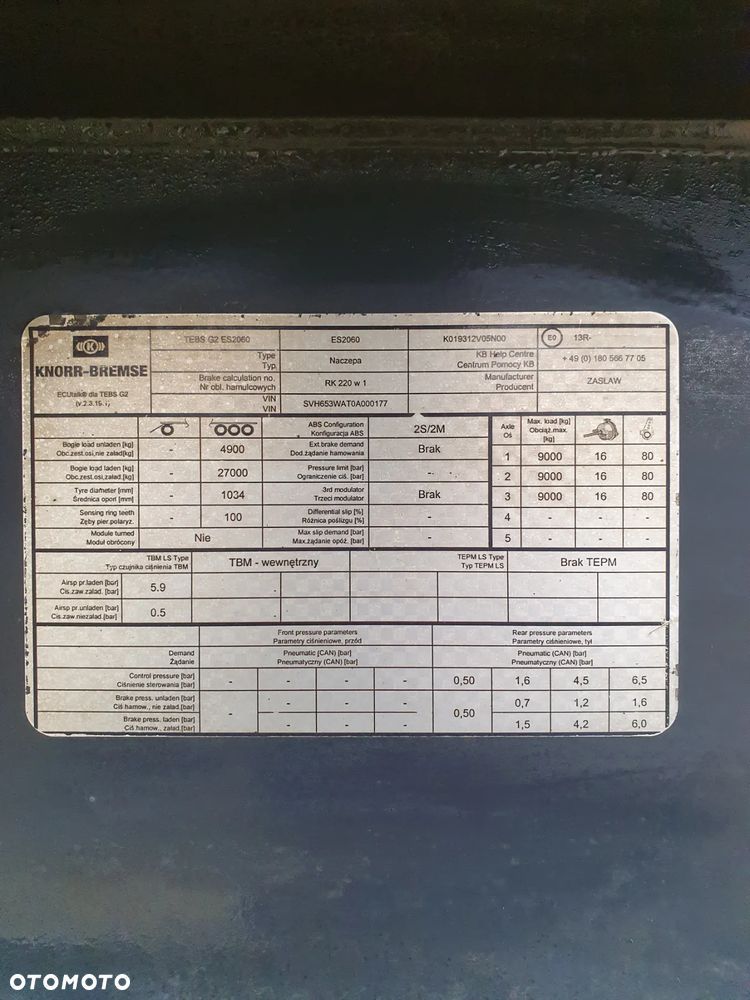 TEBS G2 ES2060 ES2060 K019312V05N00 E0 13R-
KNORR-BREMSE
ECUtalk® dla TEBS G2
Type Naczepa KB Help Centre + 49 (0) 180 566 77 05
Typ Centrum Pomocy KB
Brake calculation no. RK 220 w 1 Manufacturer ZASLAW
Nr obl. hamulcowych Producent
VIN SVH653WAT0A000177
VIN
ABS Configuration 2S/2M Axle Max. load [kg]
Konfiguracja ABS Oś Obciąż.max. [kg]
Bogie load unladen [kg] - 4900 Ext.brake demand Brak 1 9000 16 80
Obc.zest.osi,nie załad[kg] Dod.żądanie hamowania
Bogie load laden [kg] - 27000 Pressure limit [bar] - 2 9000 16 80
Obc.zest.osi,załad.[kg] Ograniczenie ciś. [bar]
Tyre diameter [mm] - 1034 3rd modulator Brak 3 9000 16 80
Średnica opon [mm] Trzeci modulator
Sensing ring teeth - 100 Differential slip [%] - 4 - - -
Zęby pier.polaryz. Różnica poślizgu [%]
Module turned Nie Max slip demand [bar] - 5 - - -
Moduł obrócony Max.żądanie opóź. [bar]
TBM LS Type TBM - wewnętrzny TEPM LS Type Brak TEPM
Typ czujnika ciśnienia TBM Typ TEPM LS
Airsp pr.laden [bar] 5.9
Cis.zaw.załad. [bar]
Airsp pr.unladen [bar] 0.5
Cis.zaw.niezaład.[bar]
Front pressure parameters Rear pressure parameters
Parametry ciśnieniowe, przód Parametry ciśnieniowe, tył
Demand Pneumatic (CAN) [bar] Pneumatic (CAN) [bar]
Żądanie Pneumatyczny (CAN) [bar] Pneumatyczny (CAN) [bar]
Control pressure [bar] - - - - 0,50 1,6 4,5 6,5
Ciśnienie sterowania [bar]
Brake press. unladen [bar] - - - - 0,50 0,7 1,2 1,6
Ciś hamow., nie załad.[bar]
Brake press. laden [bar] - - - 1,5 4,2 6,0
Ciś hamow., załad.[bar]
OTOMOTO